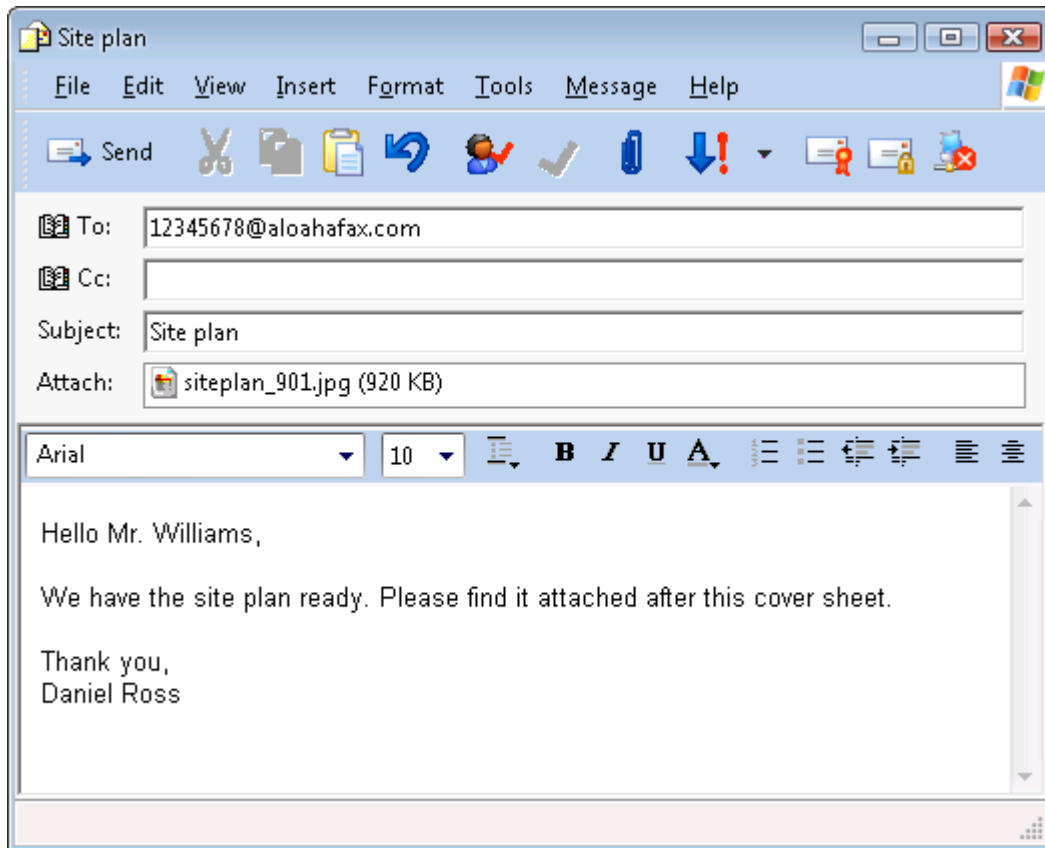 Site plan
File Edit View Insert Format Tools Message Help
Send
To: 12345678@aloahafax.com
Cc:
Subject: Site plan
Attach: siteplan_901.jpg (920 KB)
Arial 10 B I U A
Hello Mr. Williams,
We have the site plan ready. Please find it attached after this cover sheet.
Thank you,
Daniel Ross